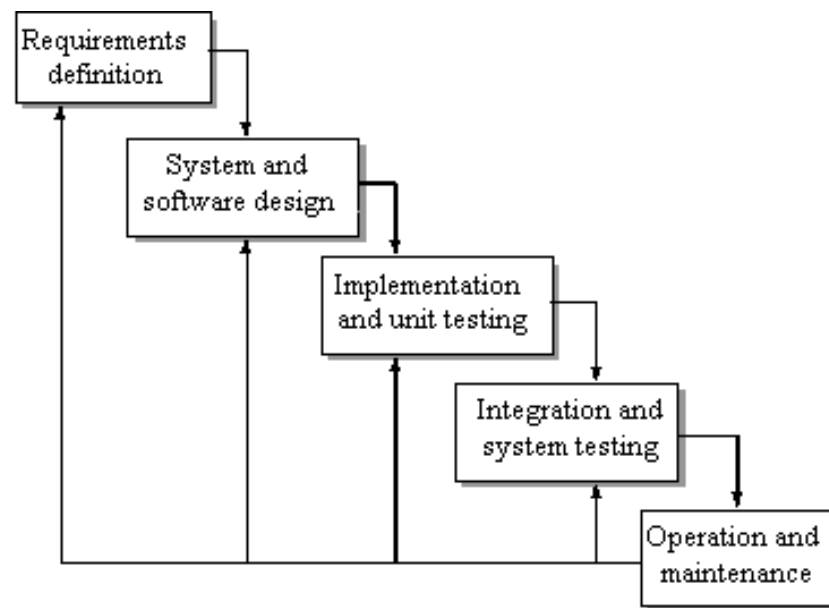 Requirements
definition
System and
software design
Implementation
and unit testing
Integration and
system testing
Operation and
maintenance